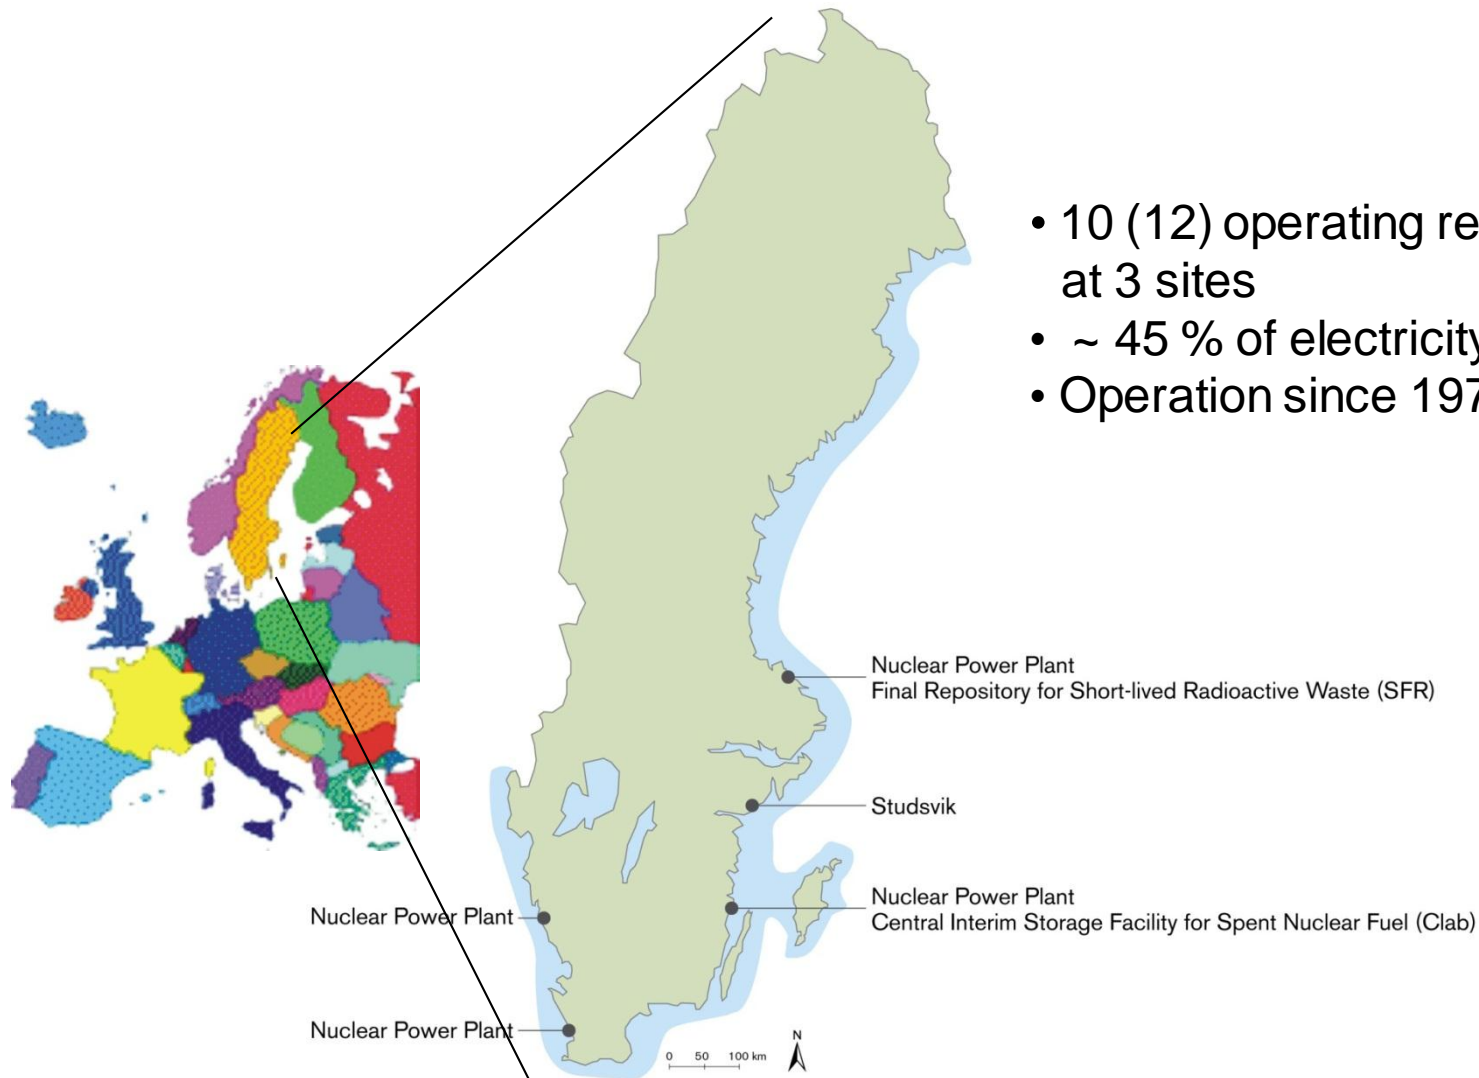 • 10 (12) operating re
at 3 sites
• ~ 45 % of electricity
• Operation since 197
Nuclear Power Plant
Final Repository for Short-lived Radioactive Waste (SFR)
Studsvik
Nuclear Power Plant
Central Interim Storage Facility for Spent Nuclear Fuel (Clab)
Nuclear Power Plant
Nuclear Power Plant
N
0 50 100 km